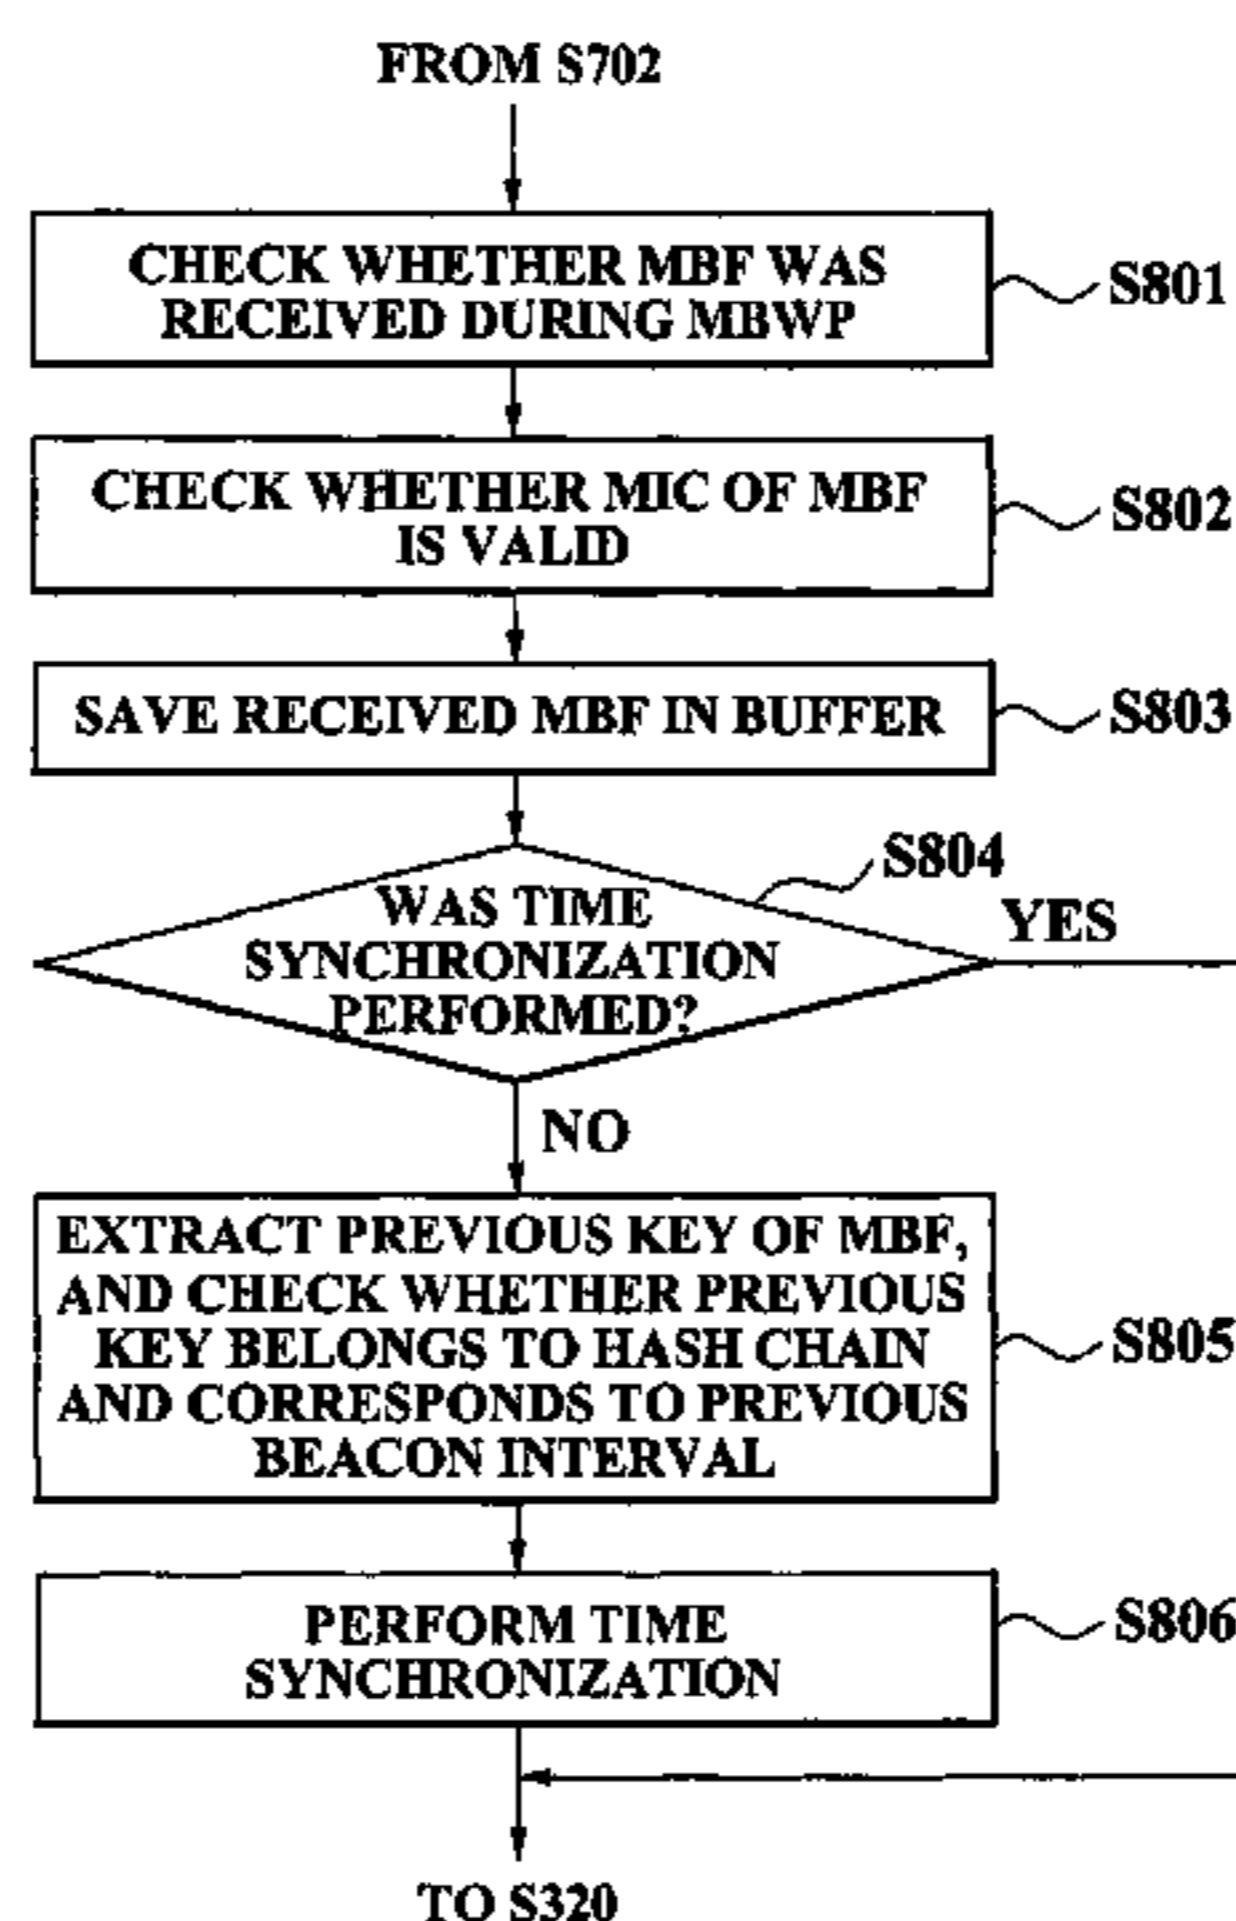 FROM S702
CHECK WHETHER MBF WAS
RECEIVED DURING MBWP
S801
CHECK WHETHER MIC OF MBF
IS VALID
S802
SAVE RECEIVED MBF IN BUFFER
S803
S804
WAS TIME
SYNCHRONIZATION
PERFORMED?
YES
NO
EXTRACT PREVIOUS KEY OF MBF,
AND CHECK WHETHER PREVIOUS
KEY BELONGS TO HASH CHAIN
AND CORRESPONDS TO PREVIOUS
BEACON INTERVAL
S805
PERFORM TIME
SYNCHRONIZATION
S806
TO S320